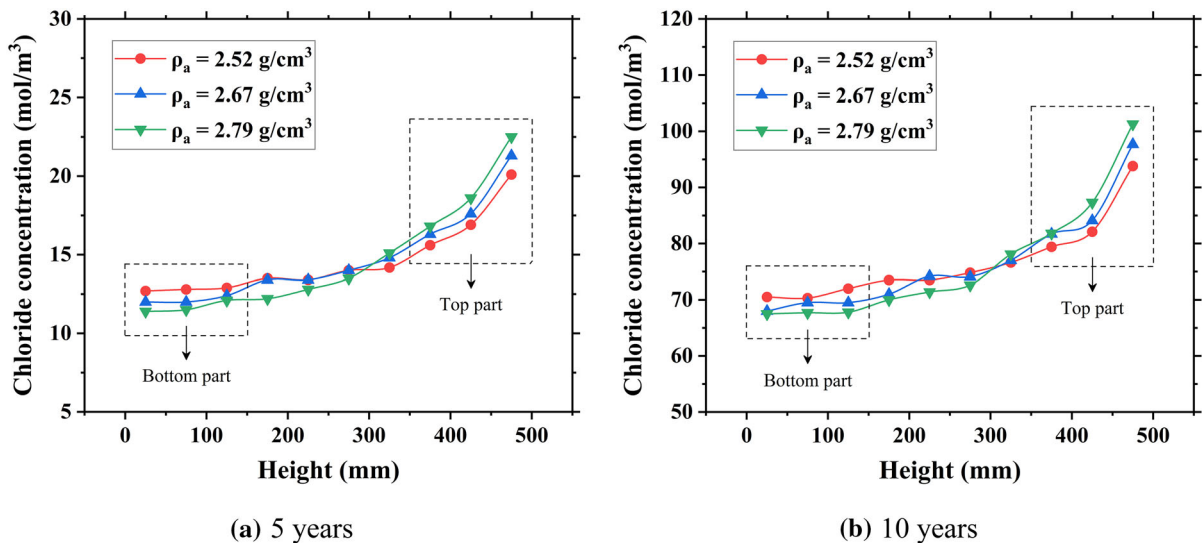 30
25
20
15
10
5
Chloride concentration (mol/m³)
ρₐ = 2.52 g/cm³
ρₐ = 2.67 g/cm³
ρₐ = 2.79 g/cm³
Top part
Bottom part
0 100 200 300 400 500
Height (mm)
(a) 5 years
120
110
100
90
80
70
60
50
Chloride concentration (mol/m³)
ρₐ = 2.52 g/cm³
ρₐ = 2.67 g/cm³
ρₐ = 2.79 g/cm³
Top part
Bottom part
0 100 200 300 400 500
Height (mm)
(b) 10 years